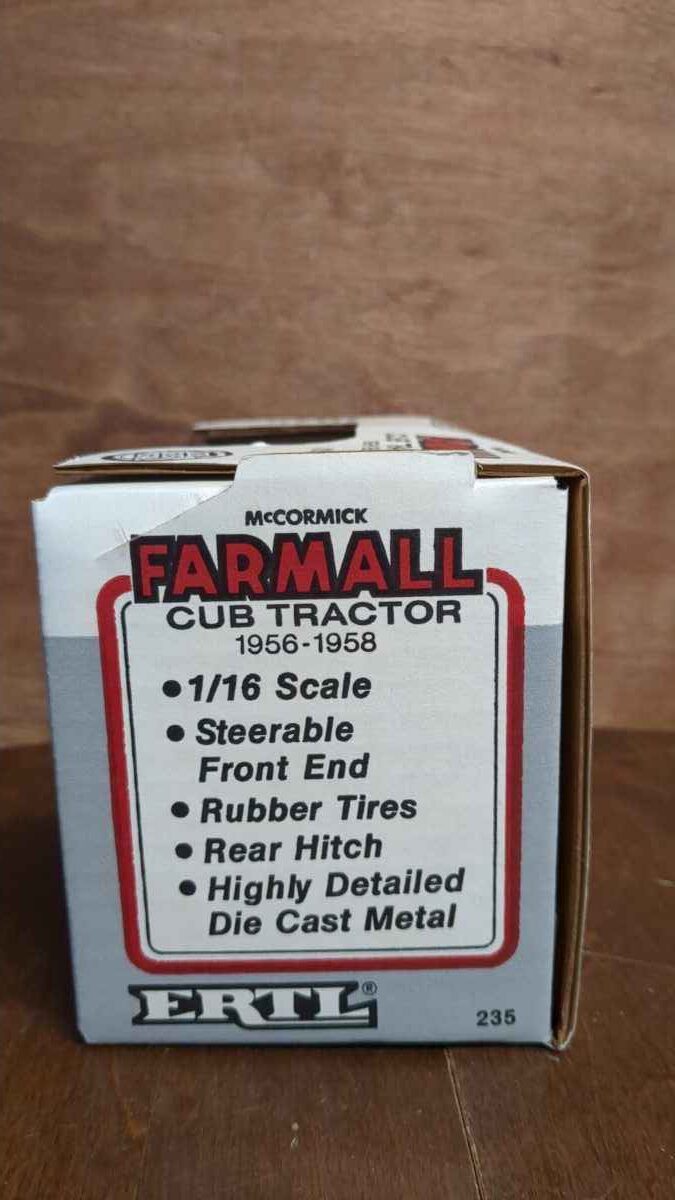 McCORMICK
FARMALL
CUB TRACTOR
1956-1958
• 1/16 Scale
• Steerable
Front End
• Rubber Tires
• Rear Hitch
• Highly Detailed
Die Cast Metal
ERTL®
235